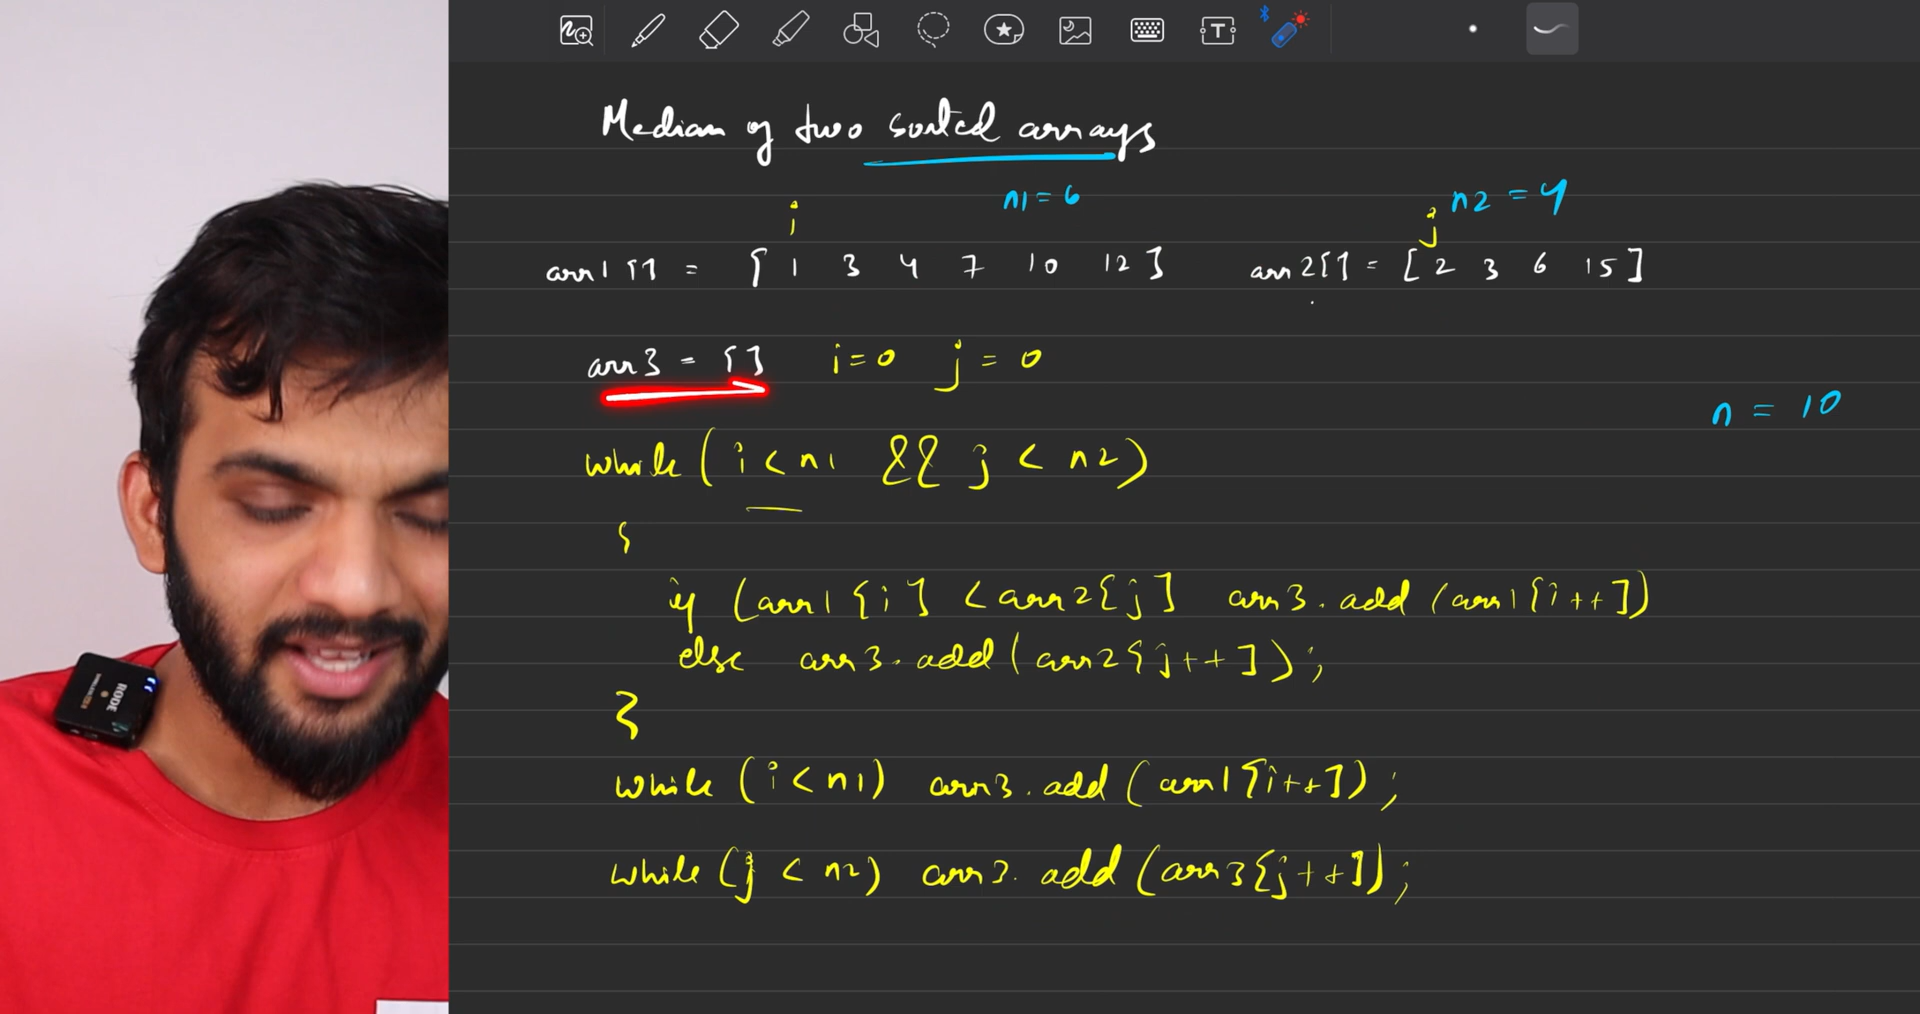 Median of two sorted arrays
n1 = 6
n2 = 4
i
j
arr1[] = [1 3 4 7 10 12]
arr2[] = [2 3 6 15]
arr3 = [] i = 0 j = 0
n = 10
while (i < n1 && j < n2)
{
if (arr1[i] < arr2[j] arr3.add (arr1[i++])
else arr3.add (arr2[j++]);
}
while (i < n1) arr3.add (arr1[i++]);
while (j < n2) arr3.add (arr3[j++]);
RODE
T